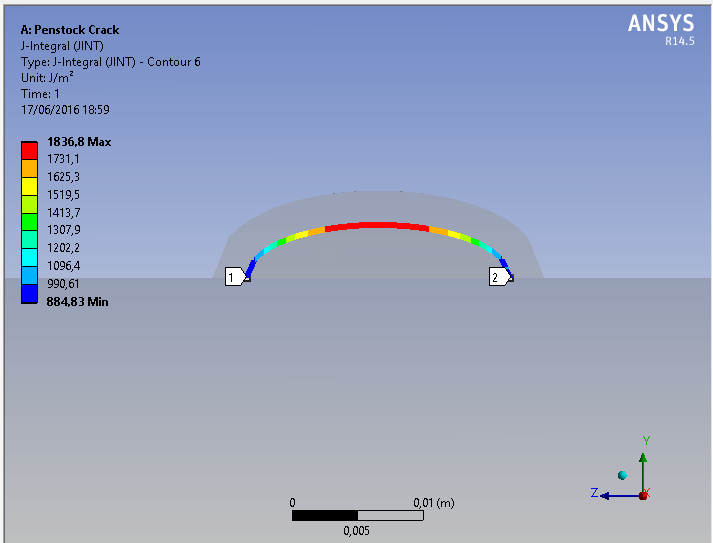 A: Penstock Crack
J-Integral (JINT)
Type: J-Integral (JINT) - Contour 6
Unit: J/m²
Time: 1
17/06/2016 18:59
ANSYS
R14.5
1836,8 Max
1731,1
1625,3
1519,5
1413,7
1307,9
1202,2
1096,4
990,61
884,83 Min
1
2
Y
Z
X
0
0,01 (m)
0,005